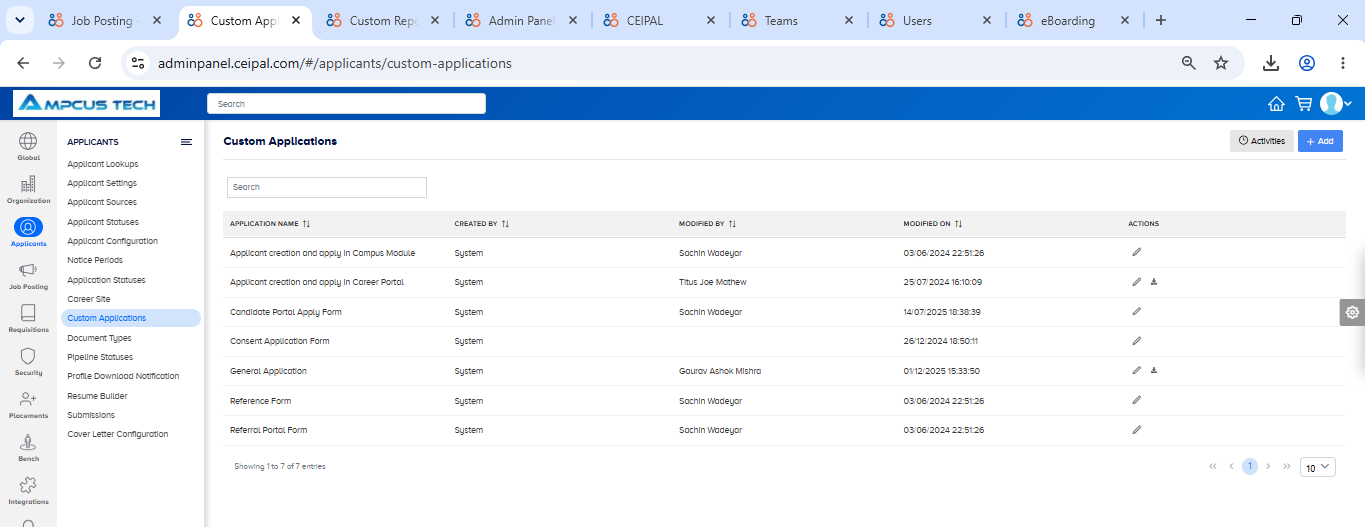 Job Posting -
Custom Appl
Custom Repo
Admin Panel
CEIPAL
Teams
Users
eBoarding
adminpanel.ceipal.com/#/applicants/custom-applications
AMPCUS TECH
Search
Global
Organization
Applicants
Job Posting
Requisitions
Security
Placements
Bench
Integrations
APPLICANTS
Applicant Lookups
Applicant Settings
Applicant Sources
Applicant Statuses
Applicant Configuration
Notice Periods
Application Statuses
Career Site
Custom Applications
Document Types
Pipeline Statuses
Profile Download Notification
Resume Builder
Submissions
Cover Letter Configuration
Custom Applications
Activities
+ Add
Search
APPLICATION NAME CREATED BY MODIFIED BY MODIFIED ON ACTIONS
Applicant creation and apply in Campus Module System Sachin Wadeyar 03/06/2024 22:51:26
Applicant creation and apply in Career Portal System Titus Joe Mathew 25/07/2024 16:10:09
Candidate Portal Apply Form System Sachin Wadeyar 14/07/2025 18:38:39
Consent Application Form System 26/12/2024 18:50:11
General Application System Gaurav Ashok Mishra 01/12/2025 15:33:50
Reference Form System Sachin Wadeyar 03/06/2024 22:51:26
Referral Portal Form System Sachin Wadeyar 03/06/2024 22:51:26
Showing 1 to 7 of 7 entries
1
10